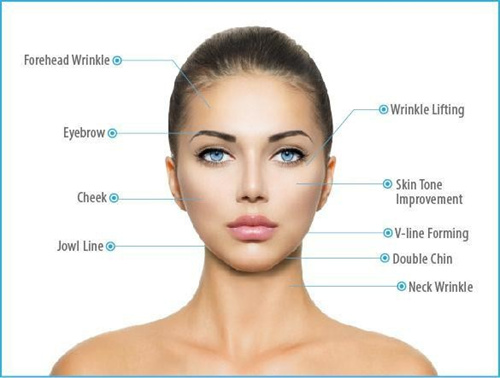 Forehead Wrinkle
Eyebrow
Cheek
Jowl Line
Wrinkle Lifting
Skin Tone
Improvement
V-line Forming
Double Chin
Neck Wrinkle